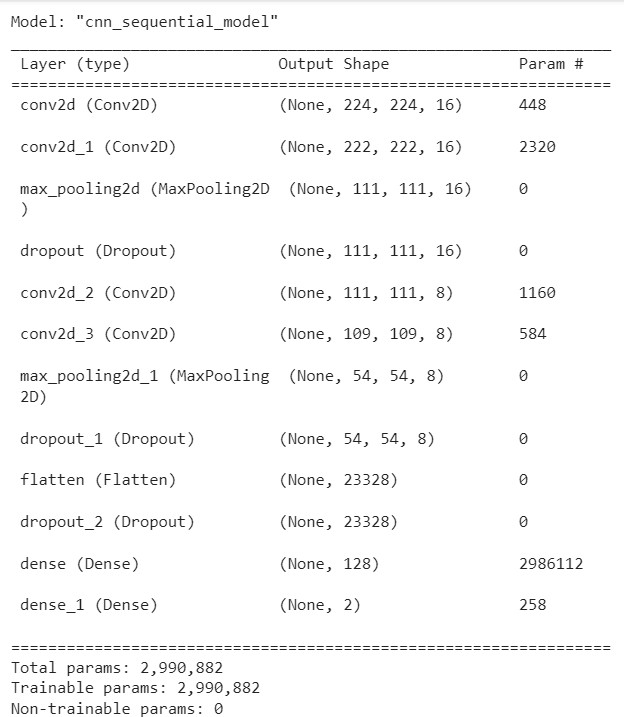 Model: "cnn_sequential_model"
_________________________________________________________________
Layer (type)                Output Shape              Param #
=================================================================
conv2d (Conv2D)             (None, 224, 224, 16)      448
conv2d_1 (Conv2D)           (None, 222, 222, 16)      2320
max_pooling2d (MaxPooling2D  (None, 111, 111, 16)     0
)
dropout (Dropout)           (None, 111, 111, 16)      0
conv2d_2 (Conv2D)           (None, 111, 111, 8)       1160
conv2d_3 (Conv2D)           (None, 109, 109, 8)       584
max_pooling2d_1 (MaxPooling  (None, 54, 54, 8)        0
2D)
dropout_1 (Dropout)         (None, 54, 54, 8)         0
flatten (Flatten)           (None, 23328)             0
dropout_2 (Dropout)         (None, 23328)             0
dense (Dense)               (None, 128)               2986112
dense_1 (Dense)             (None, 2)                 258
=================================================================
Total params: 2,990,882
Trainable params: 2,990,882
Non-trainable params: 0